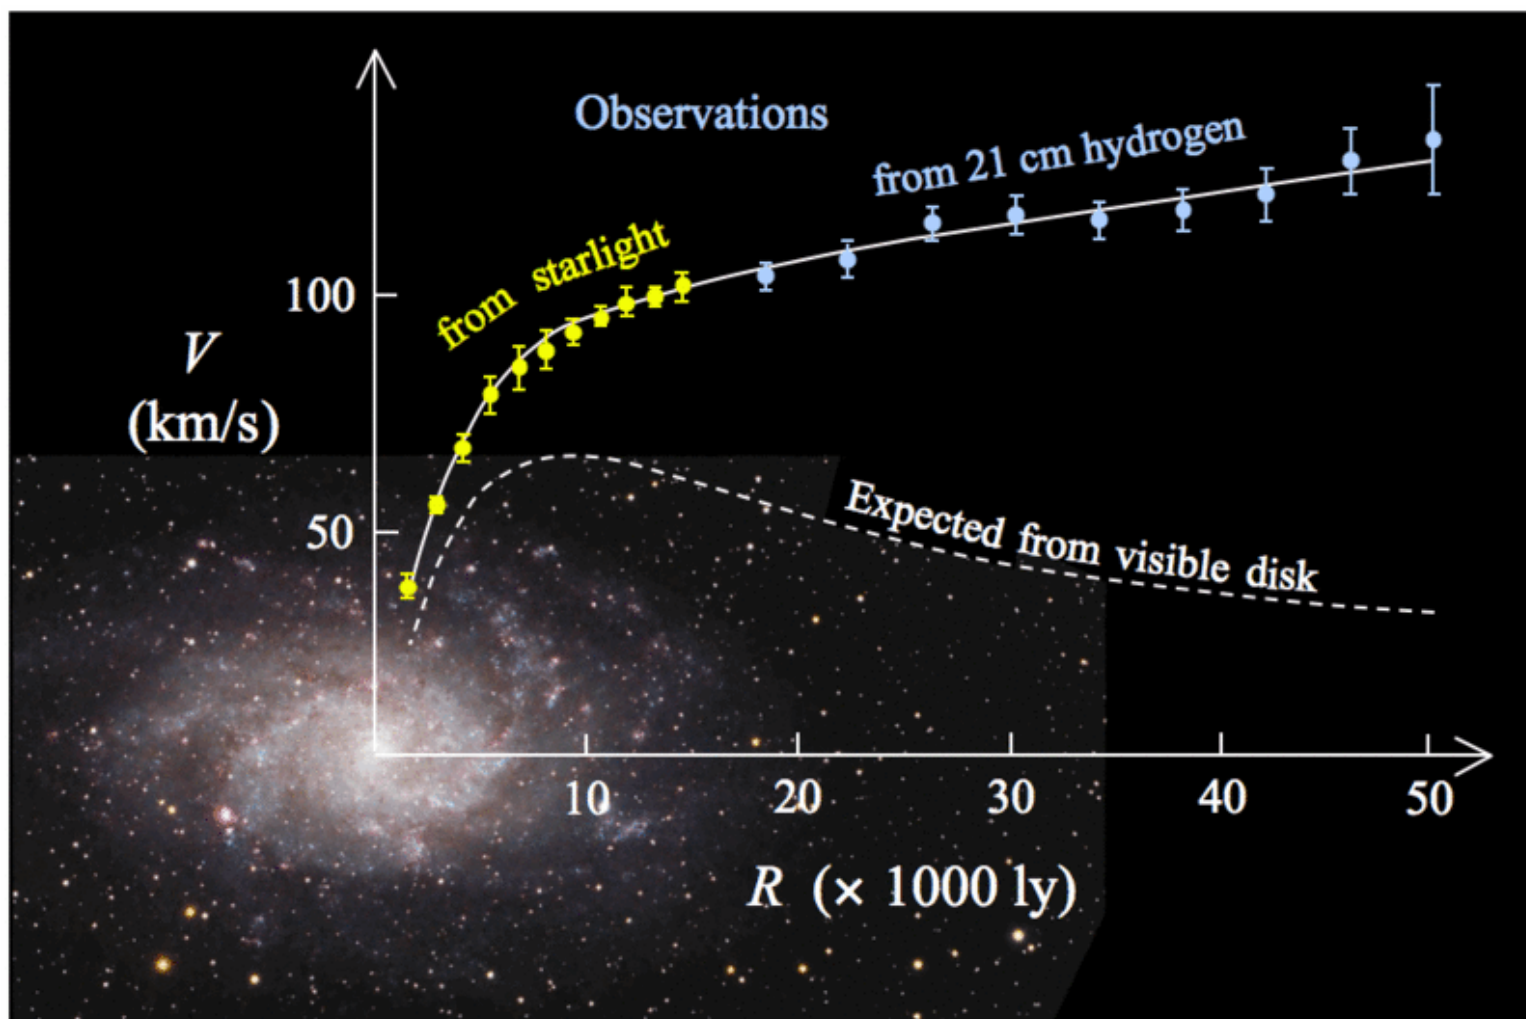 Observations
from 21 cm hydrogen
from starlight
100
V
(km/s)
50
Expected from visible disk
10
20
30
40
50
R (× 1000 ly)